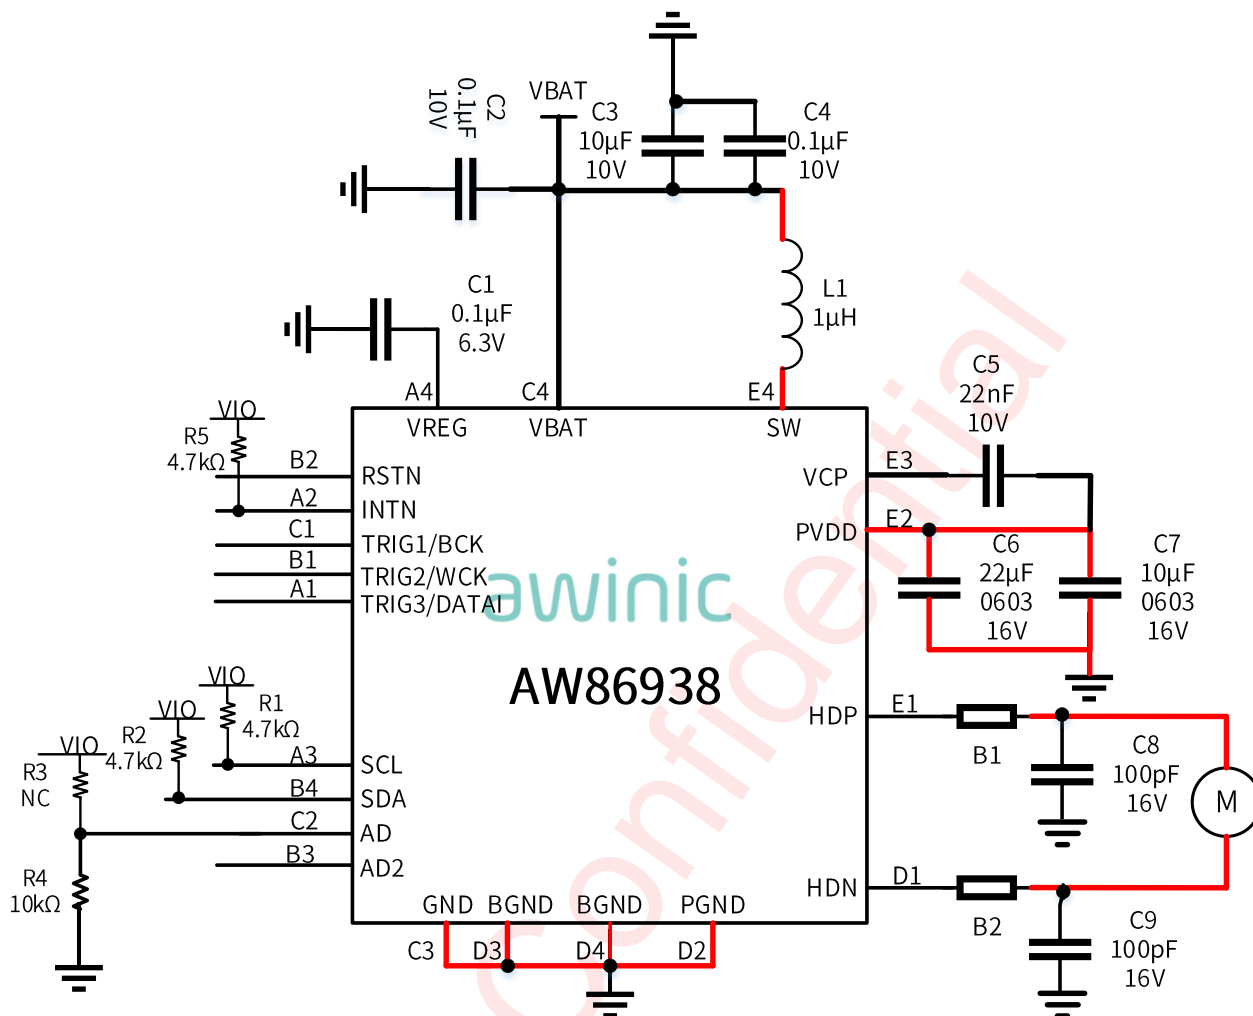 VBAT
C2
0.1μF
10V
C3
10μF
10V
C4
0.1μF
10V
C1
0.1μF
6.3V
L1
1μH
A4
C4
E4
VREG
VBAT
SW
C5
22nF
10V
VIO
R5
4.7kΩ
B2
RSTN
A2
INTN
C1
TRIG1/BCK
B1
TRIG2/WCK
A1
TRIG3/DATAI
VCP
E3
PVDD
E2
C6
22μF
0603
16V
C7
10μF
0603
16V
awinic
AW86938
Confidential
VIO
R1
4.7kΩ
VIO
R2
4.7kΩ
VIO
R3
NC
A3
SCL
B4
SDA
C2
AD
B3
AD2
R4
10kΩ
HDP
E1
B1
C8
100pF
16V
M
HDN
D1
B2
C9
100pF
16V
GND
BGND
BGND
PGND
C3
D3
D4
D2